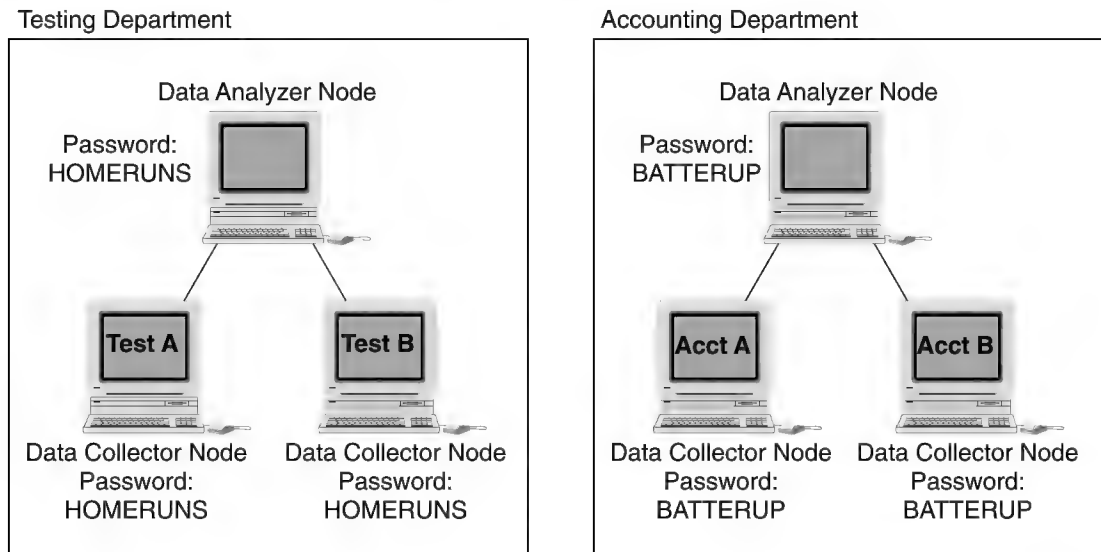 Testing Department
Data Analyzer Node
Password:
HOMERUNS
Test A
Test B
Data Collector Node
Password:
HOMERUNS
Data Collector Node
Password:
HOMERUNS
Accounting Department
Data Analyzer Node
Password:
BATTERUP
Acct A
Acct B
Data Collector Node
Password:
BATTERUP
Data Collector Node
Password:
BATTERUP